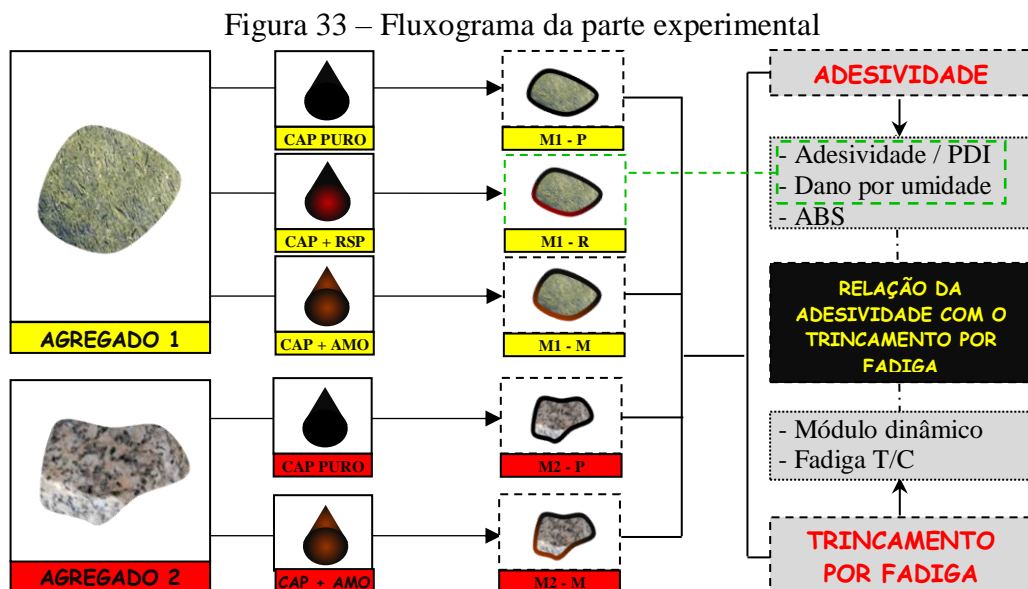 Figura 33 – Fluxograma da parte experimental
AGREGADO 1
CAP PURO
M1 - P
CAP + RSP
M1 - R
CAP + AMO
M1 - M
AGREGADO 2
CAP PURO
M2 - P
CAP + AMO
M2 - M
ADESIVIDADE
- Adesividade / PDI
- Dano por umidade
- ABS
RELAÇÃO DA
ADESIVIDADE COM O
TRINCAMENTO POR
FADIGA
- Módulo dinâmico
- Fadiga T/C
TRINCAMENTO
POR FADIGA